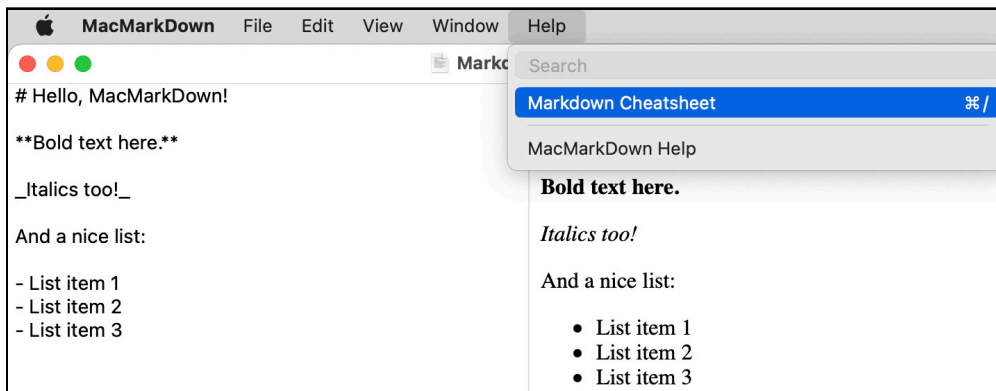 MacMarkDown File Edit View Window Help
Search
Markdown Cheatsheet ⌘/
MacMarkDown Help
# Hello, MacMarkDown!
**Bold text here.**
_Italics too!_
And a nice list:
- List item 1
- List item 2
- List item 3
Bold text here.
Italics too!
And a nice list:
• List item 1
• List item 2
• List item 3